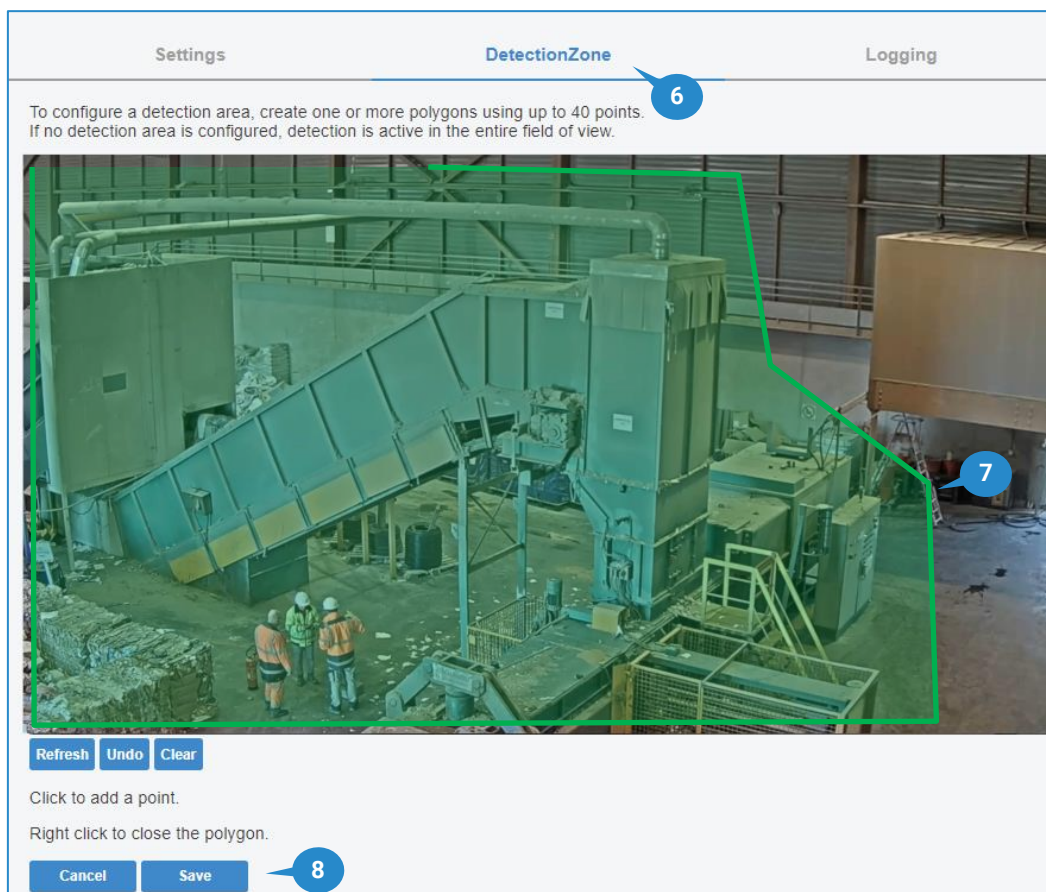 Settings
DetectionZone
Logging
6
To configure a detection area, create one or more polygons using up to 40 points.
If no detection area is configured, detection is active in the entire field of view.
7
Refresh
Undo
Clear
Click to add a point.
Right click to close the polygon.
Cancel
Save
8